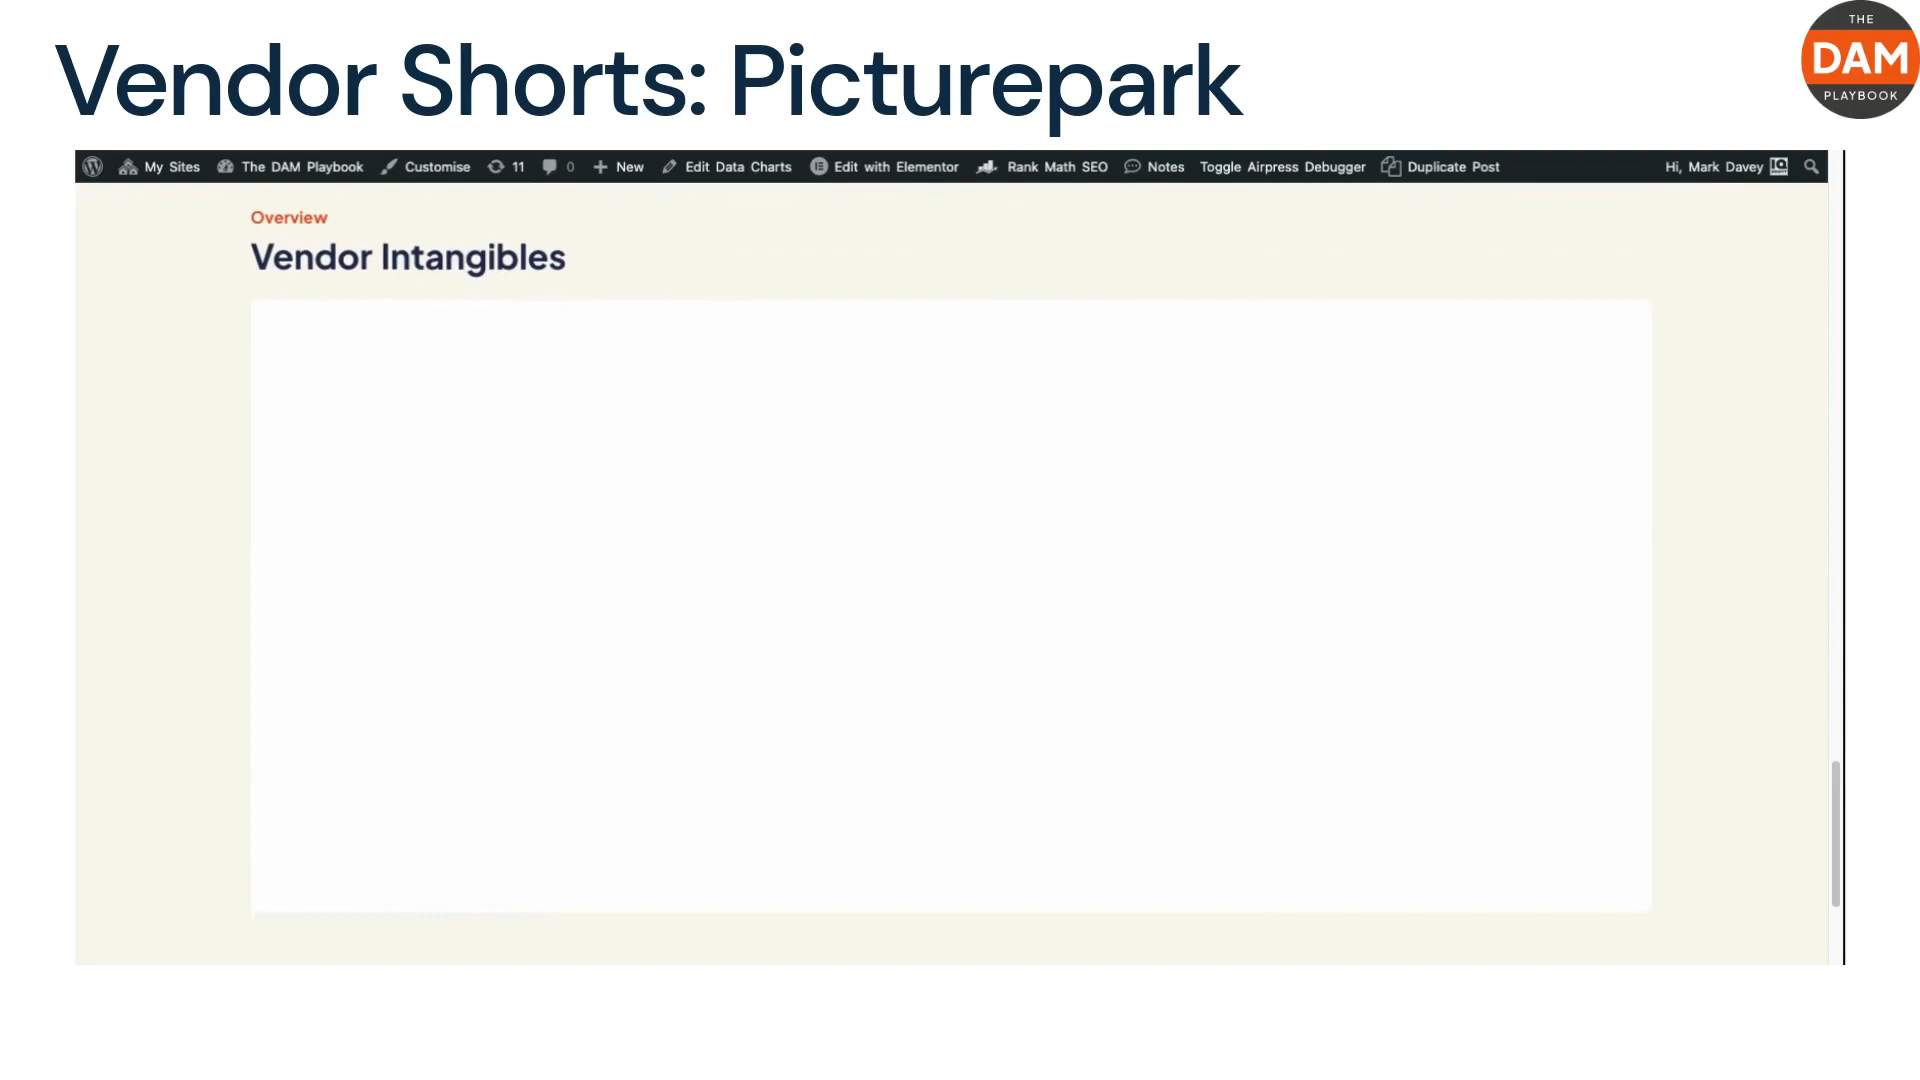 Vendor Shorts: Picturepark
THE
DAM
PLAYBOOK
My Sites The DAM Playbook Customise 11 0 New Edit Data Charts Edit with Elementor Rank Math SEO Notes Toggle Airpress Debugger Duplicate Post Hi, Mark Davey
Overview
Vendor Intangibles